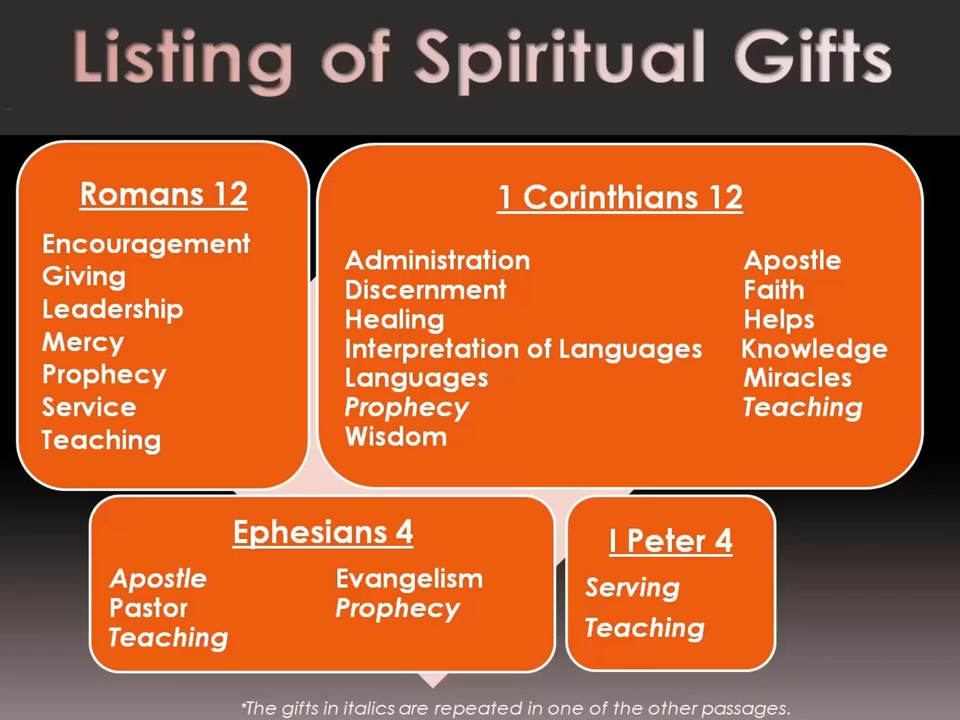 Listing of Spiritual Gifts
Romans 12
Encouragement
Giving
Leadership
Mercy
Prophecy
Service
Teaching
1 Corinthians 12
Administration
Discernment
Healing
Interpretation of Languages
Languages
Prophecy
Wisdom
Apostle
Faith
Helps
Knowledge
Miracles
Teaching
Ephesians 4
Apostle
Pastor
Teaching
Evangelism
Prophecy
I Peter 4
Serving
Teaching
*The gifts in italics are repeated in one of the other passages.